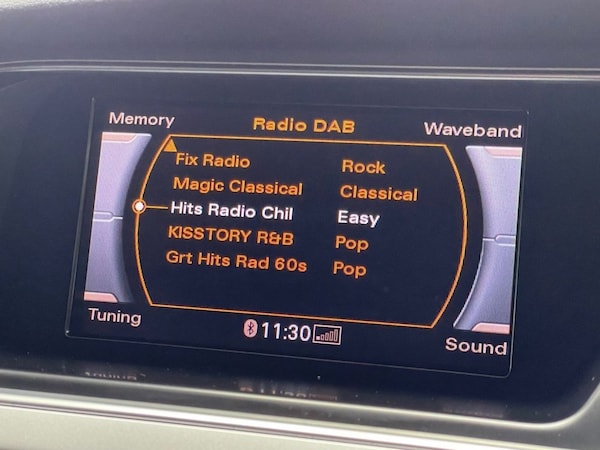 Memory
Radio DAB
Waveband
Fix Radio Rock
Magic Classical Classical
Hits Radio Chil Easy
KISSTORY R&B Pop
Grt Hits Rad 60s Pop
Tuning
11:30
Sound